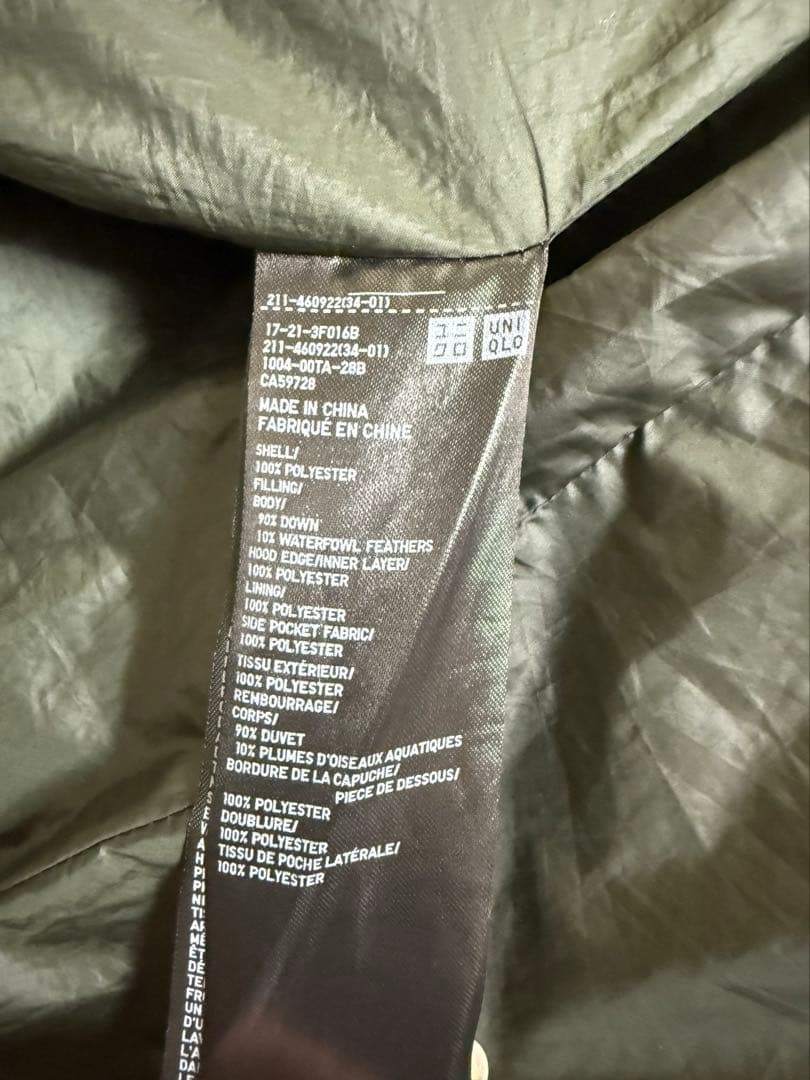 211-460922(34-01)
17-21-3F016B
211-460922(34-01)
1004-00TA-28B
CA59728
ユニ
クロ
UNI
QLO
MADE IN CHINA
FABRIQUÉ EN CHINE
SHELL/
100% POLYESTER
FILLING/
BODY/
90% DOWN
10% WATERFOWL FEATHERS
HOOD EDGE/INNER LAYER/
100% POLYESTER
LINING/
100% POLYESTER
SIDE POCKET FABRIC/
100% POLYESTER
TISSU EXTÉRIEUR/
100% POLYESTER
REMBOURRAGE/
CORPS/
90% DUVET
10% PLUMES D'OISEAUX AQUATIQUES
BORDURE DE LA CAPUCHE/
PIECE DE DESSOUS/
100% POLYESTER
DOUBLURE/
100% POLYESTER
TISSU DE POCHE LATÉRALE/
100% POLYESTER